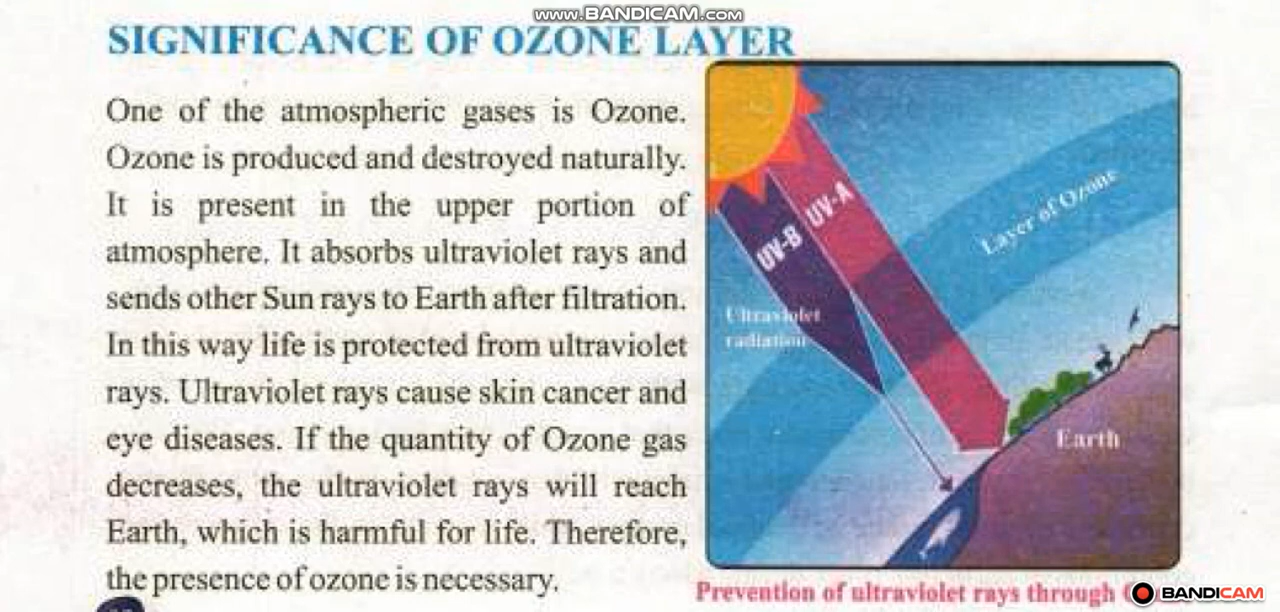 www.BANDICAM.com
SIGNIFICANCE OF OZONE LAYER
One of the atmospheric gases is Ozone.
Ozone is produced and destroyed naturally.
It is present in the upper portion of
atmosphere. It absorbs ultraviolet rays and
sends other Sun rays to Earth after filtration.
In this way life is protected from ultraviolet
rays. Ultraviolet rays cause skin cancer and
eye diseases. If the quantity of Ozone gas
decreases, the ultraviolet rays will reach
Earth, which is harmful for life. Therefore,
the presence of ozone is necessary.
UV-A
UV-B
Layer of Ozone
Ultraviolet
radiation
Earth
Prevention of ultraviolet rays through
BANDICAM